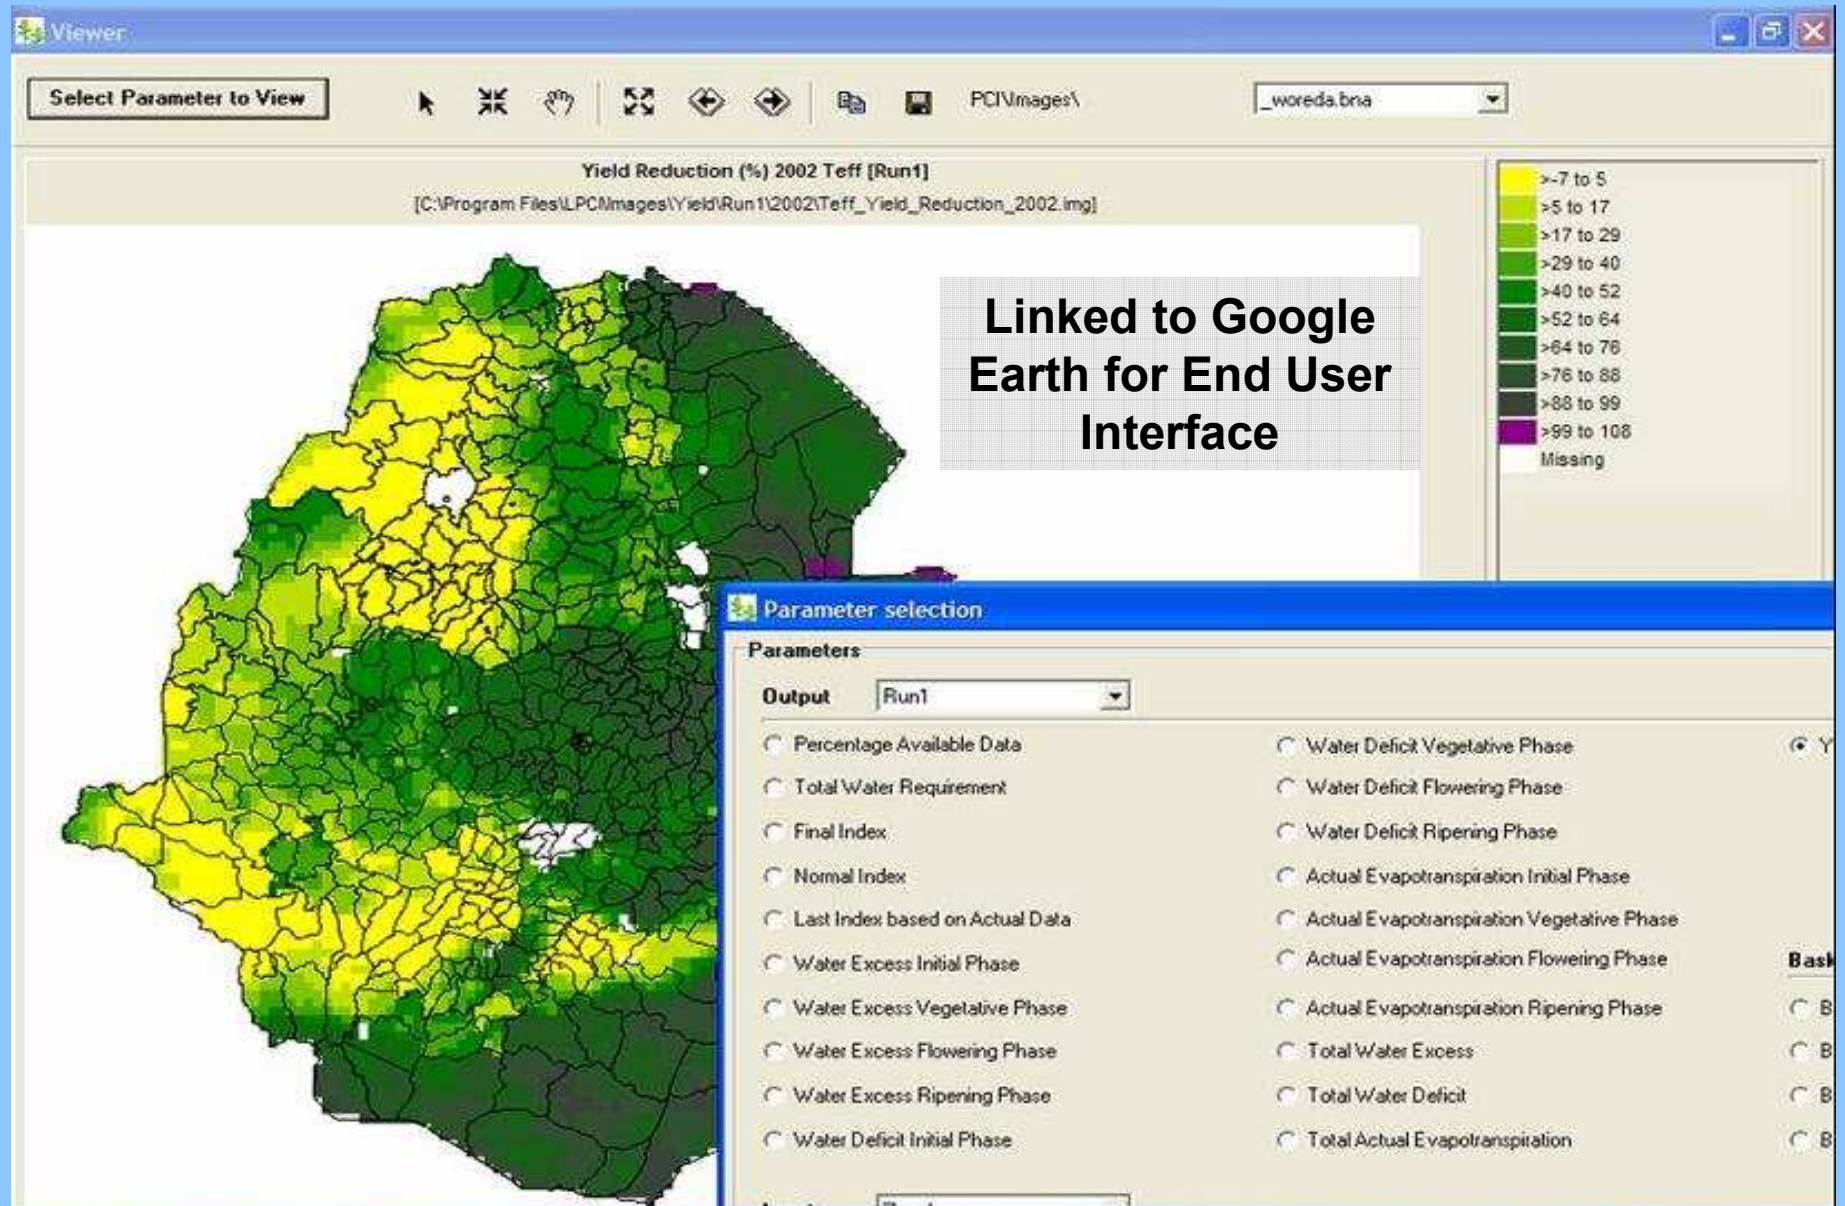 Viewer
Select Parameter to View
PCI\Images\
_woreda.bna
Yield Reduction (%) 2002 Teff [Run1]
[C:\Program Files\LPCI\Images\Yield\Run1\2002\Teff_Yield_Reduction_2002.img]
>-7 to 5
>5 to 17
>17 to 29
>29 to 40
>40 to 52
>52 to 64
>64 to 76
>76 to 88
>88 to 99
>99 to 108
Missing
Linked to Google
Earth for End User
Interface
Parameter selection
Parameters
Output Run1
Percentage Available Data
Total Water Requirement
Final Index
Normal Index
Last Index based on Actual Data
Water Excess Initial Phase
Water Excess Vegetative Phase
Water Excess Flowering Phase
Water Excess Ripening Phase
Water Deficit Initial Phase
Water Deficit Vegetative Phase
Water Deficit Flowering Phase
Water Deficit Ripening Phase
Actual Evapotranspiration Initial Phase
Actual Evapotranspiration Vegetative Phase
Actual Evapotranspiration Flowering Phase
Actual Evapotranspiration Ripening Phase
Total Water Excess
Total Water Deficit
Total Actual Evapotranspiration
Y
Bask
B
B
B
B